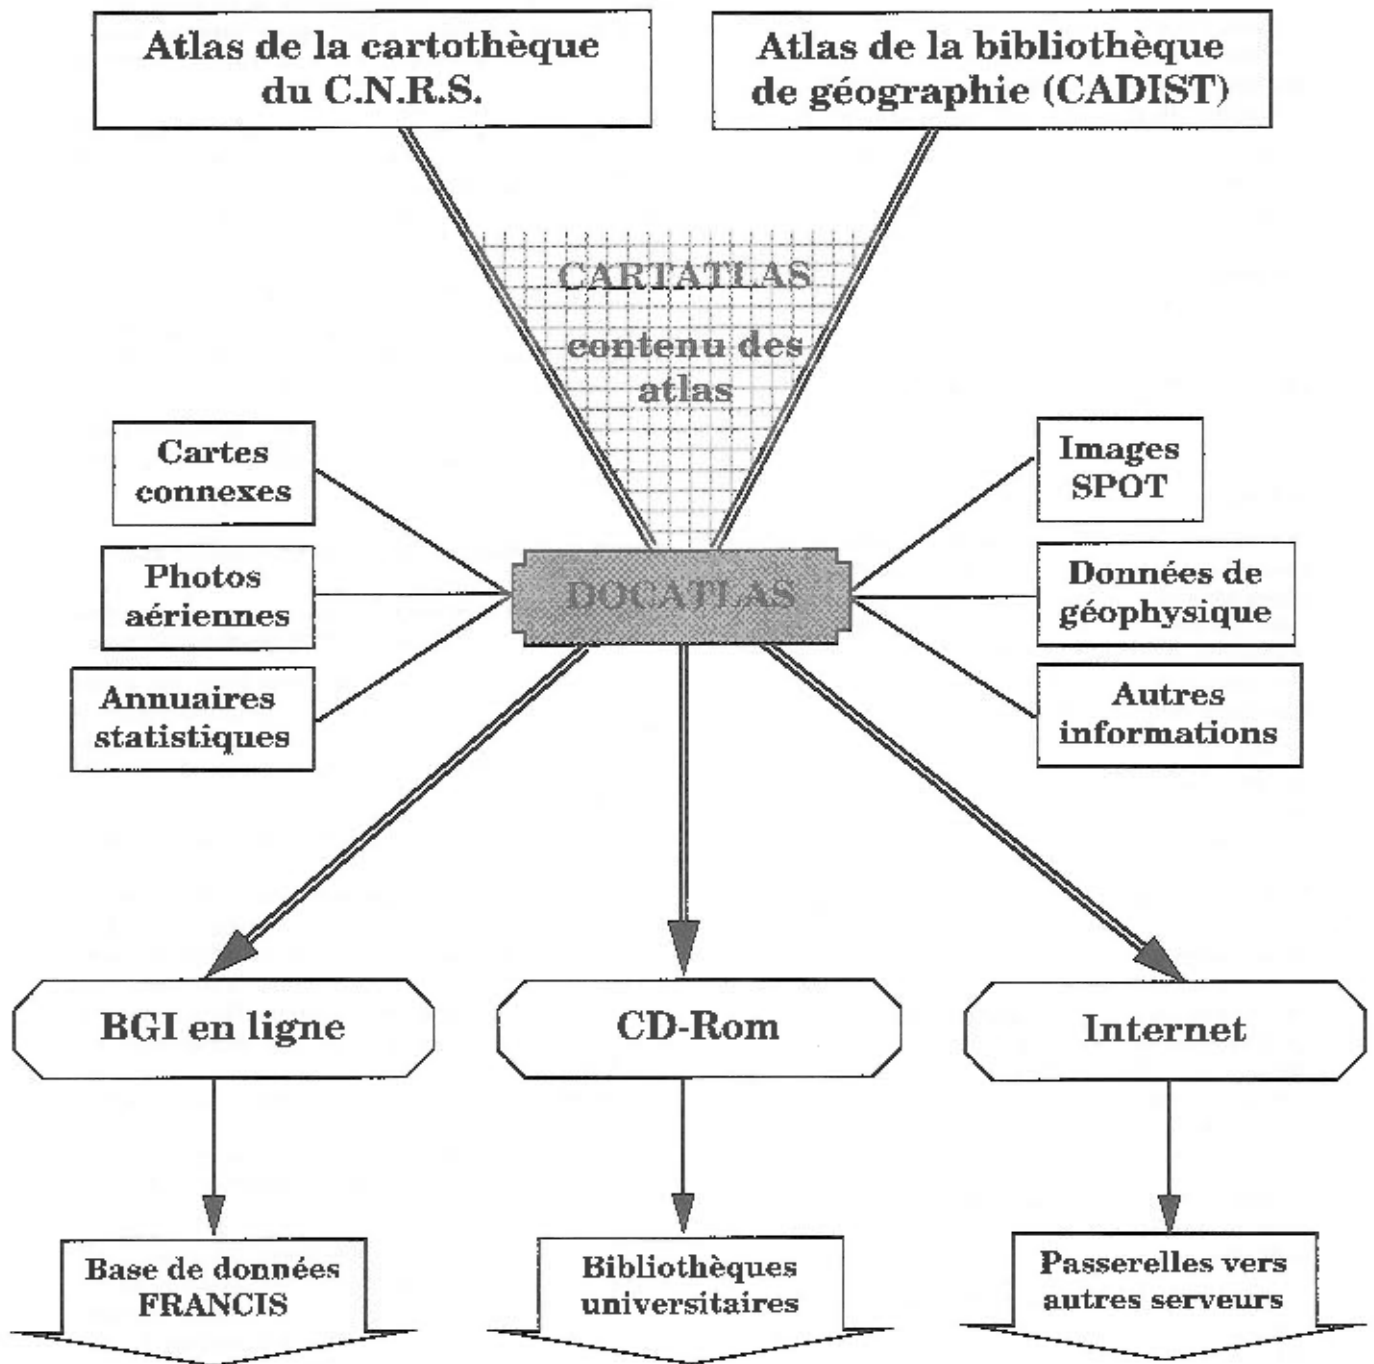 Atlas de la cartothèque
du C.N.R.S.
Atlas de la bibliothèque
de géographie (CADIST)
CARTATLAS
contenu des
atlas
Cartes
connexes
Photos
aériennes
Annuaires
statistiques
DOCATLAS
Images
SPOT
Données de
géophysique
Autres
informations
BGI en ligne
CD-Rom
Internet
Base de données
FRANCIS
Bibliothèques
universitaires
Passerelles vers
autres serveurs